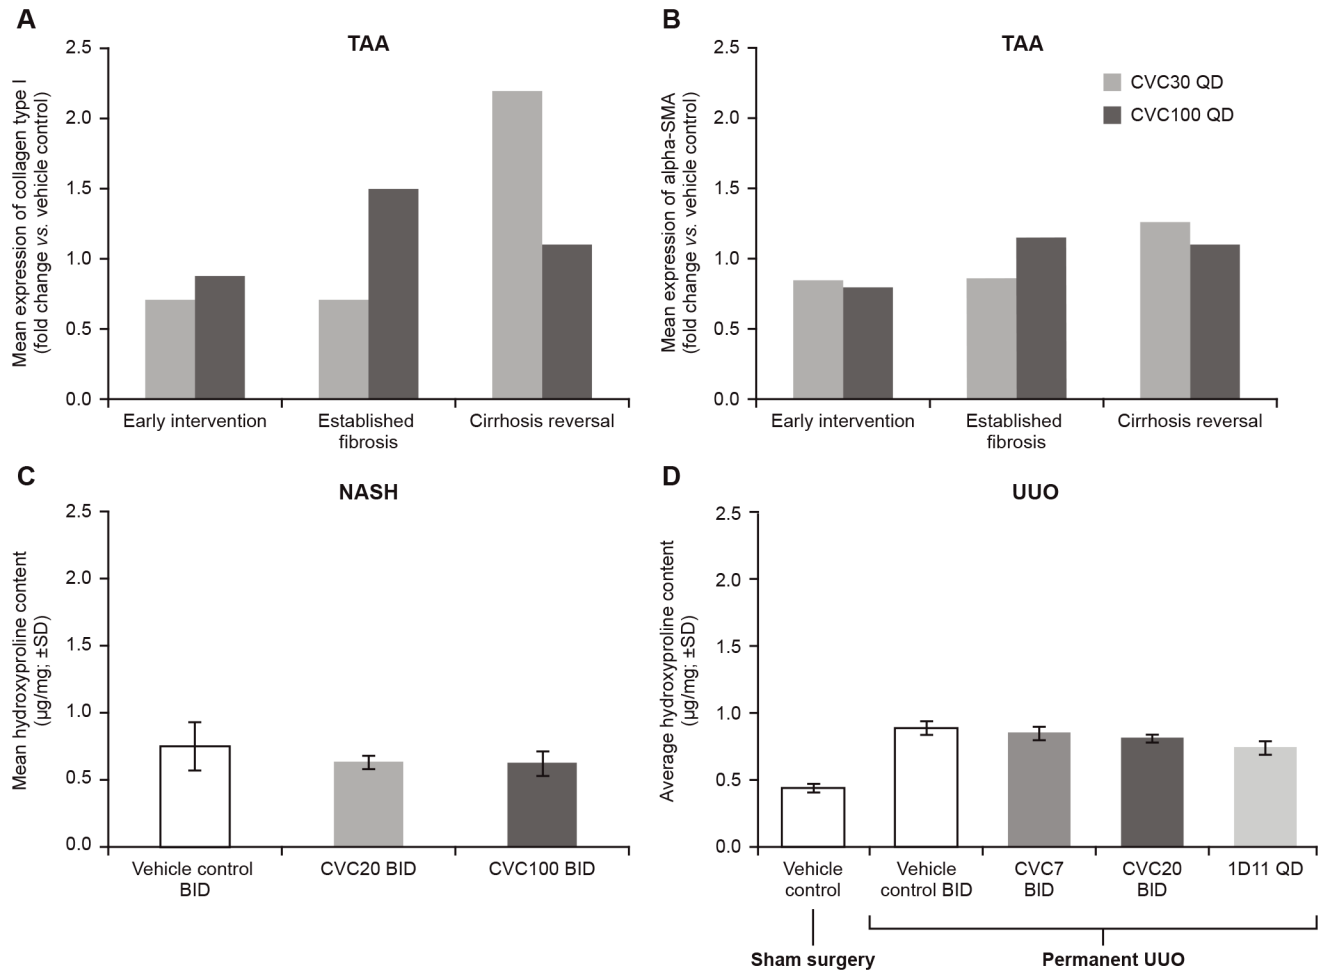 A
TAA
Mean expression of collagen type I
(fold change vs. vehicle control)
2.5
2.0
1.5
1.0
0.5
0.0
Early intervention
Established
fibrosis
Cirrhosis reversal
B
TAA
Mean expression of alpha-SMA
(fold change vs. vehicle control)
2.5
2.0
1.5
1.0
0.5
0.0
CVC30 QD
CVC100 QD
Early intervention
Established
fibrosis
Cirrhosis reversal
C
NASH
Mean hydroxyproline content
(µg/mg; ±SD)
2.5
2.0
1.5
1.0
0.5
0.0
Vehicle control
BID
CVC20 BID
CVC100 BID
D
UUO
Average hydroxyproline content
(µg/mg; ±SD)
2.5
2.0
1.5
1.0
0.5
0.0
Vehicle
control
Vehicle
control BID
CVC7
BID
CVC20
BID
1D11 QD
Sham surgery
Permanent UUO